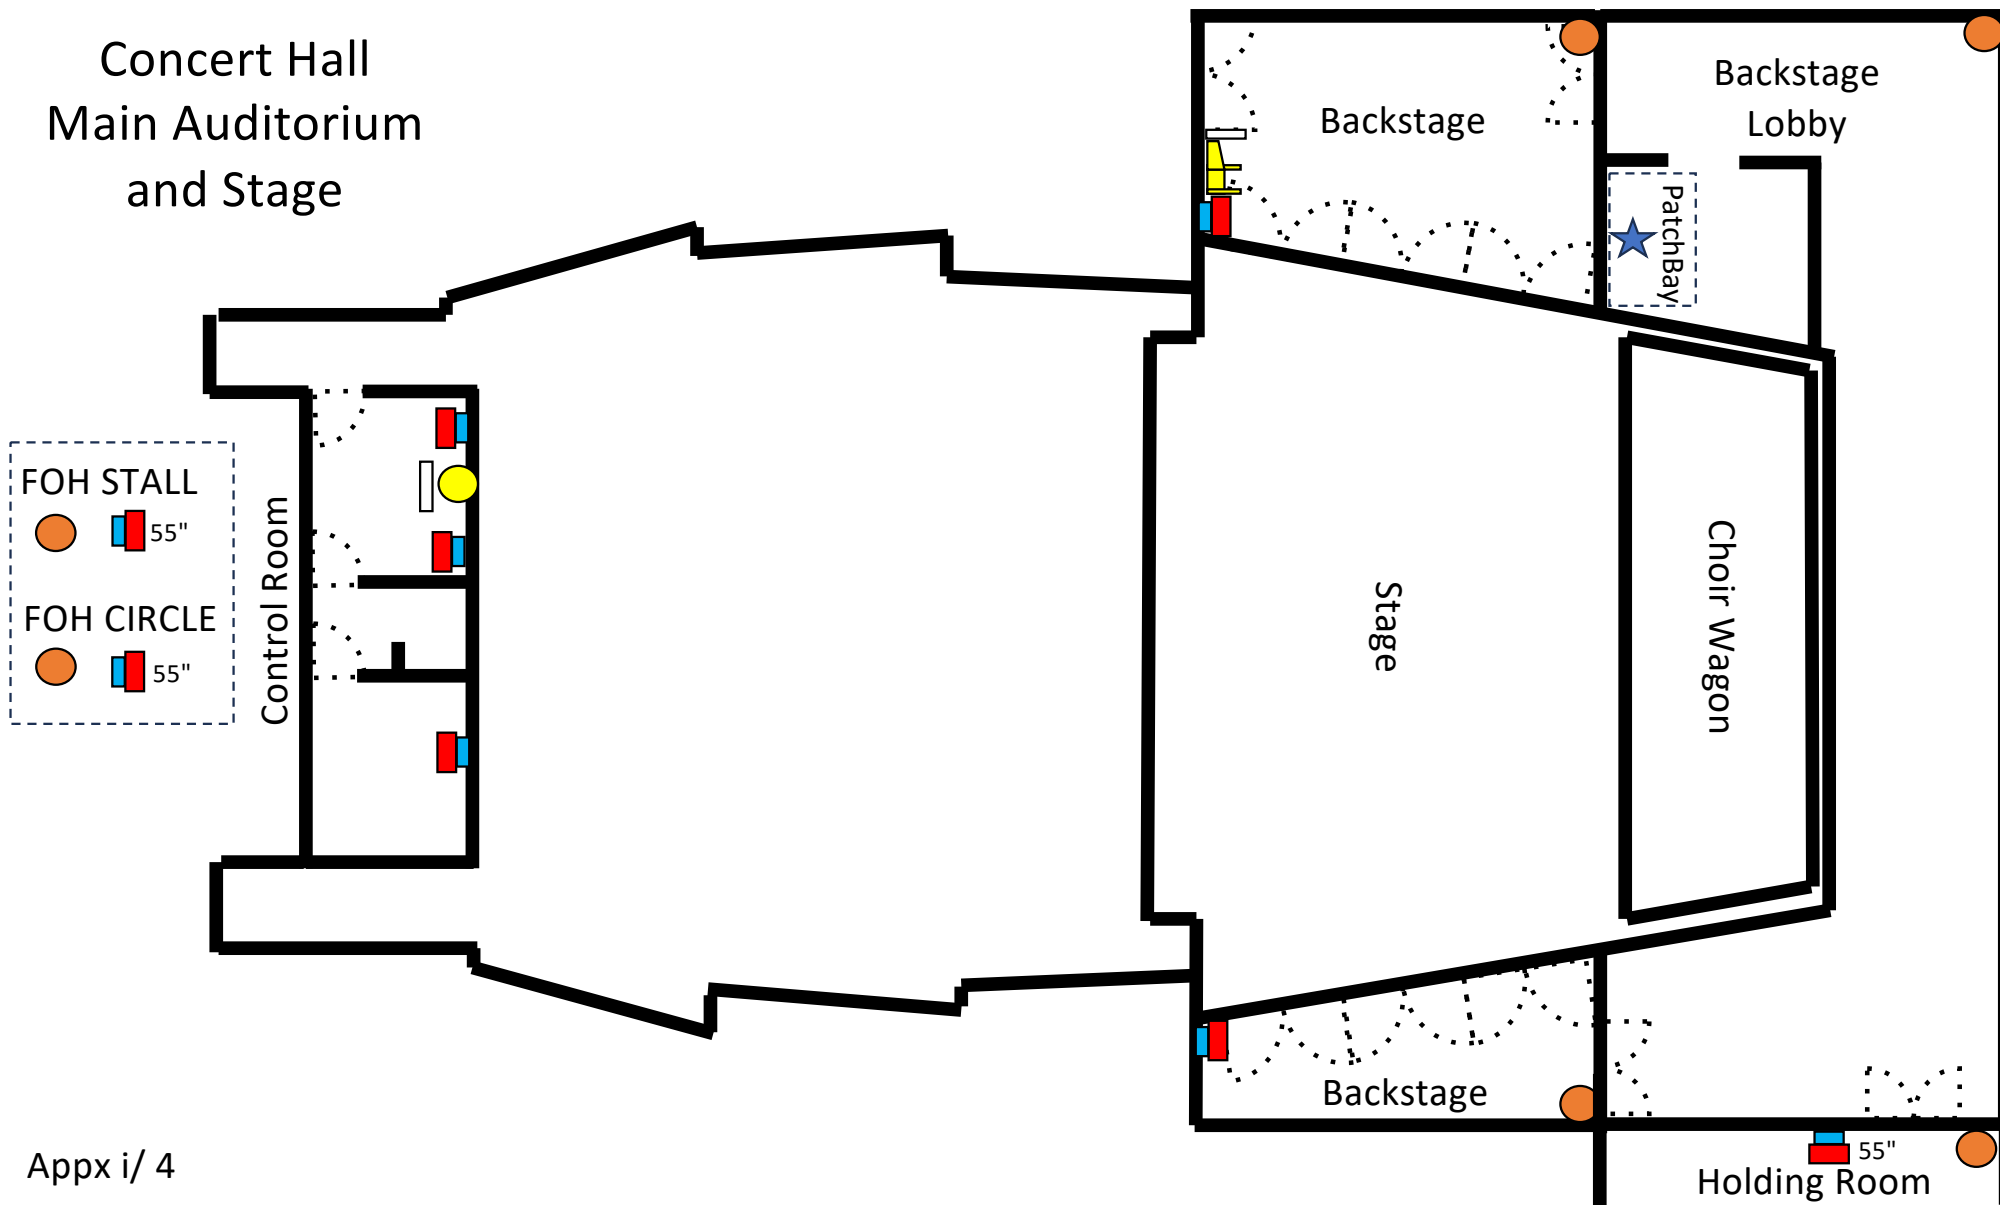 Concert Hall
Main Auditorium
and Stage
Backstage
Backstage
Lobby
PatchBay
FOH STALL
55"
FOH CIRCLE
55"
Control Room
Stage
Choir Wagon
Backstage
55"
Holding Room
Appx i/ 4